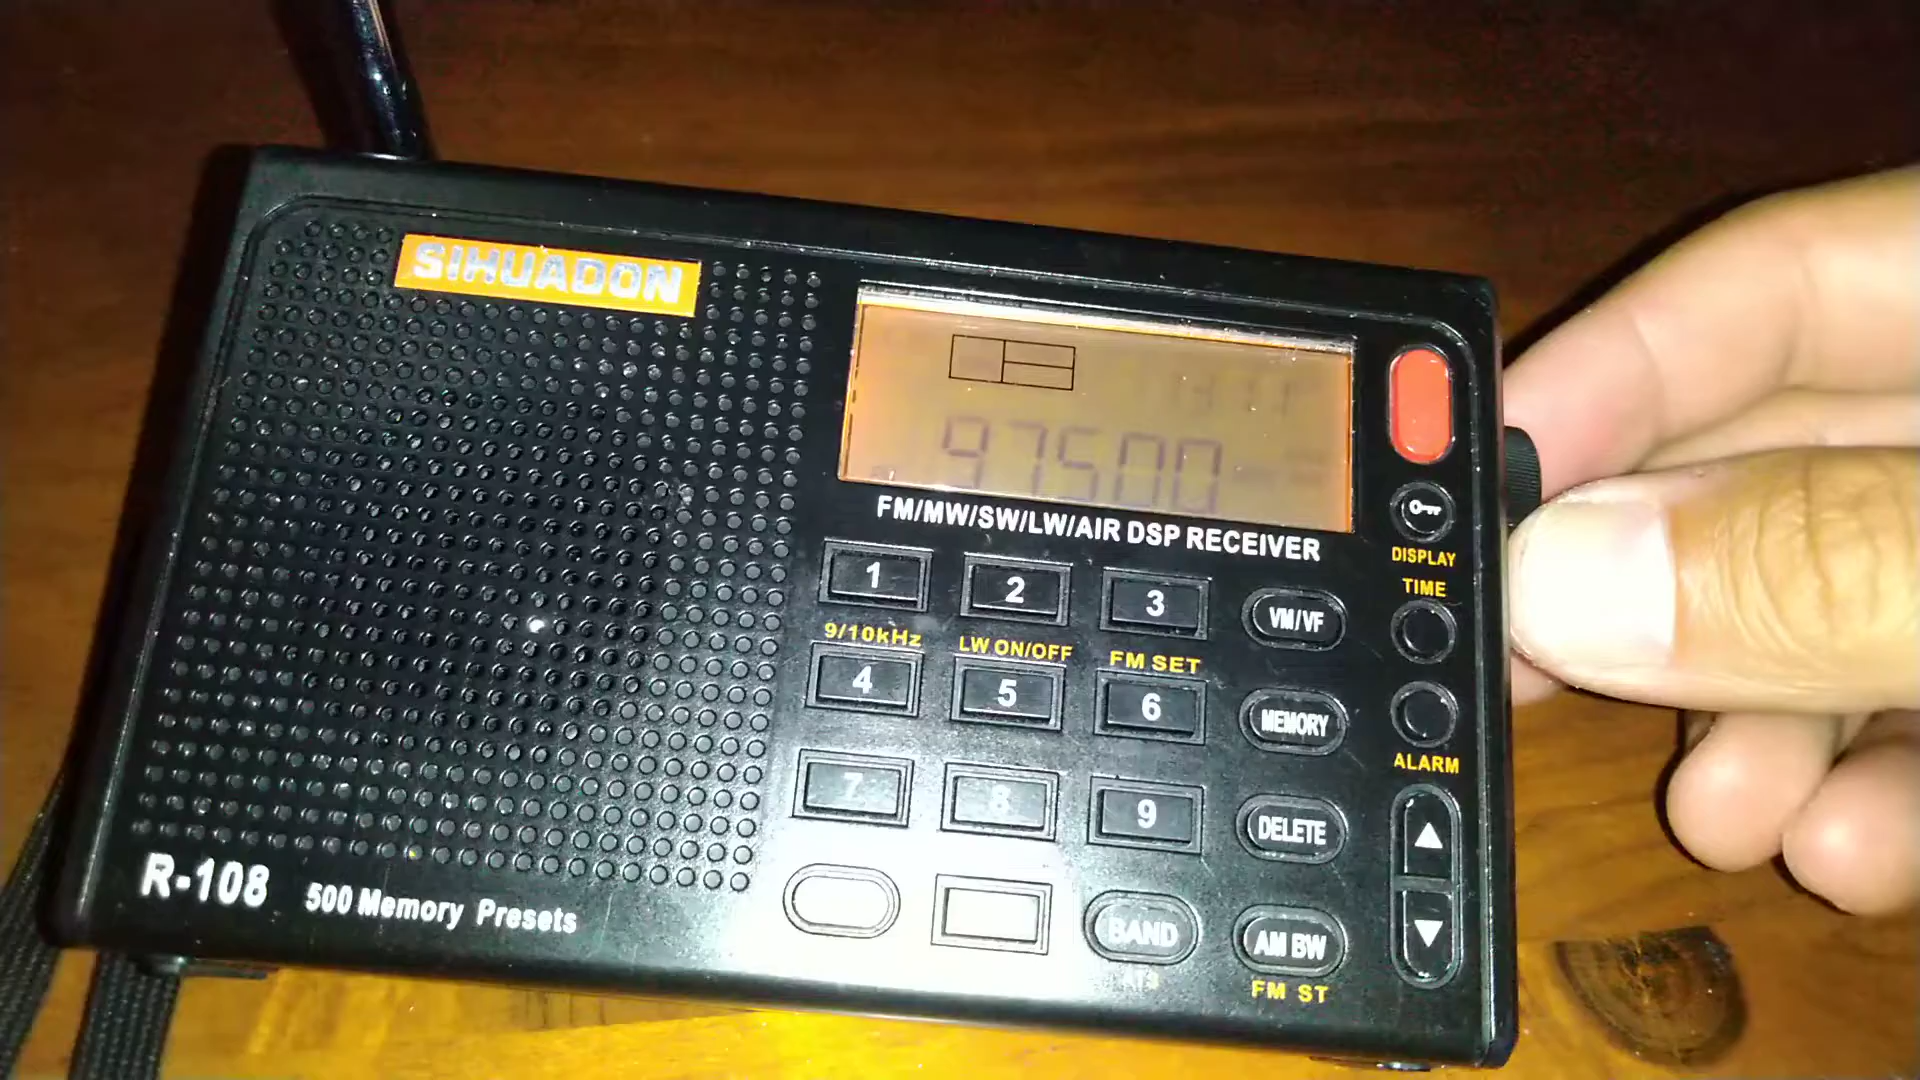 SIHUADON
97500
FM/MW/SW/LW/AIR DSP RECEIVER
DISPLAY
TIME
1
2
3
VM/VF
9/10kHz
LW ON/OFF
FM SET
4
5
6
MEMORY
ALARM
7
8
9
DELETE
R-108
500 Memory Presets
BAND
AM BW
FM ST